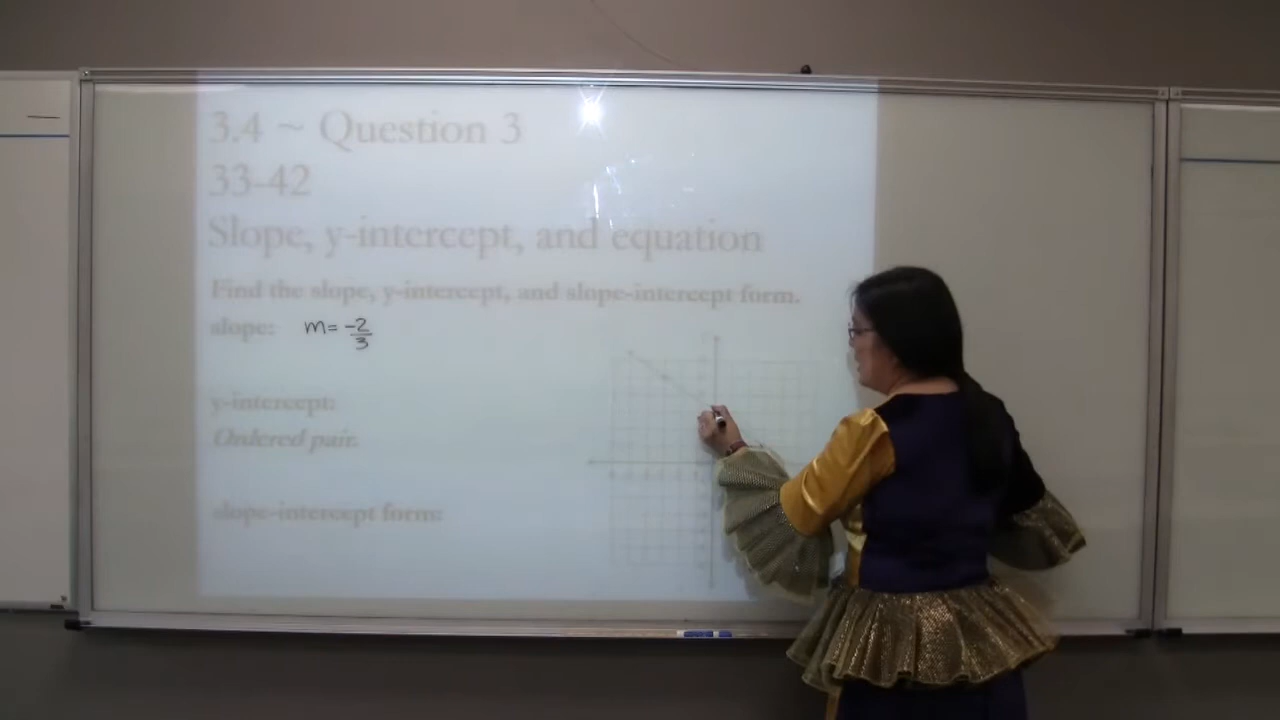 3.4 ~ Question 3
33-42
Slope, y-intercept, and equation
Find the slope, y-intercept, and slope-intercept form.
slope: m = -2/3
y-intercept:
Ordered pair:
slope-intercept form: